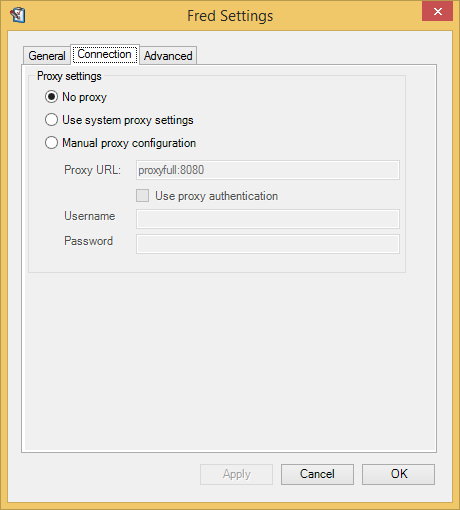 Fred Settings
General Connection Advanced
Proxy settings
No proxy
Use system proxy settings
Manual proxy configuration
Proxy URL: proxyfull:8080
Use proxy authentication
Username
Password
Apply Cancel OK